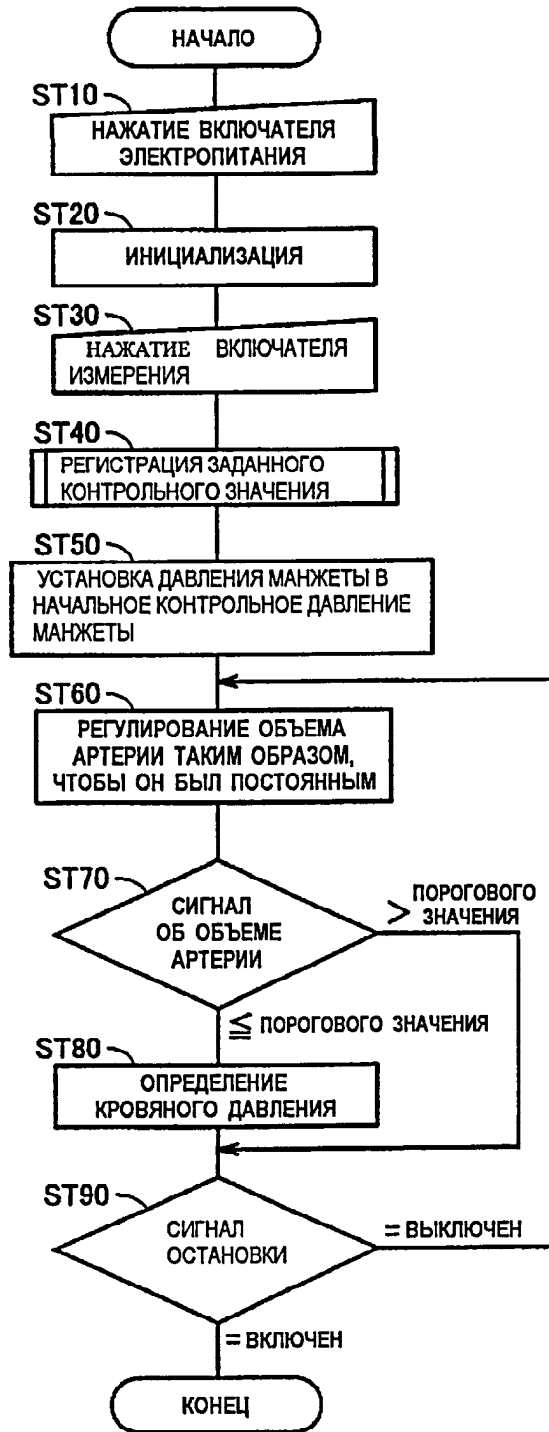 НАЧАЛО
ST10
НАЖАТИЕ ВКЛЮЧАТЕЛЯ
ЭЛЕКТРОПИТАНИЯ
ST20
ИНИЦИАЛИЗАЦИЯ
ST30
НАЖАТИЕ ВКЛЮЧАТЕЛЯ
ИЗМЕРЕНИЯ
ST40
РЕГИСТРАЦИЯ ЗАДАННОГО
КОНТРОЛЬНОГО ЗНАЧЕНИЯ
ST50
УСТАНОВКА ДАВЛЕНИЯ МАНЖЕТЫ В
НАЧАЛЬНОЕ КОНТРОЛЬНОЕ ДАВЛЕНИЕ
МАНЖЕТЫ
ST60
РЕГУЛИРОВАНИЕ ОБЪЕМА
АРТЕРИИ ТАКИМ ОБРАЗОМ,
ЧТОБЫ ОН БЫЛ ПОСТОЯННЫМ
ST70
СИГНАЛ
ОБ ОБЪЕМЕ
АРТЕРИИ
> ПОРОГОВОГО
ЗНАЧЕНИЯ
≦ ПОРОГОВОГО ЗНАЧЕНИЯ
ST80
ОПРЕДЕЛЕНИЕ
КРОВЯНОГО ДАВЛЕНИЯ
ST90
СИГНАЛ
ОСТАНОВКИ
= ВЫКЛЮЧЕН
= ВКЛЮЧЕН
КОНЕЦ